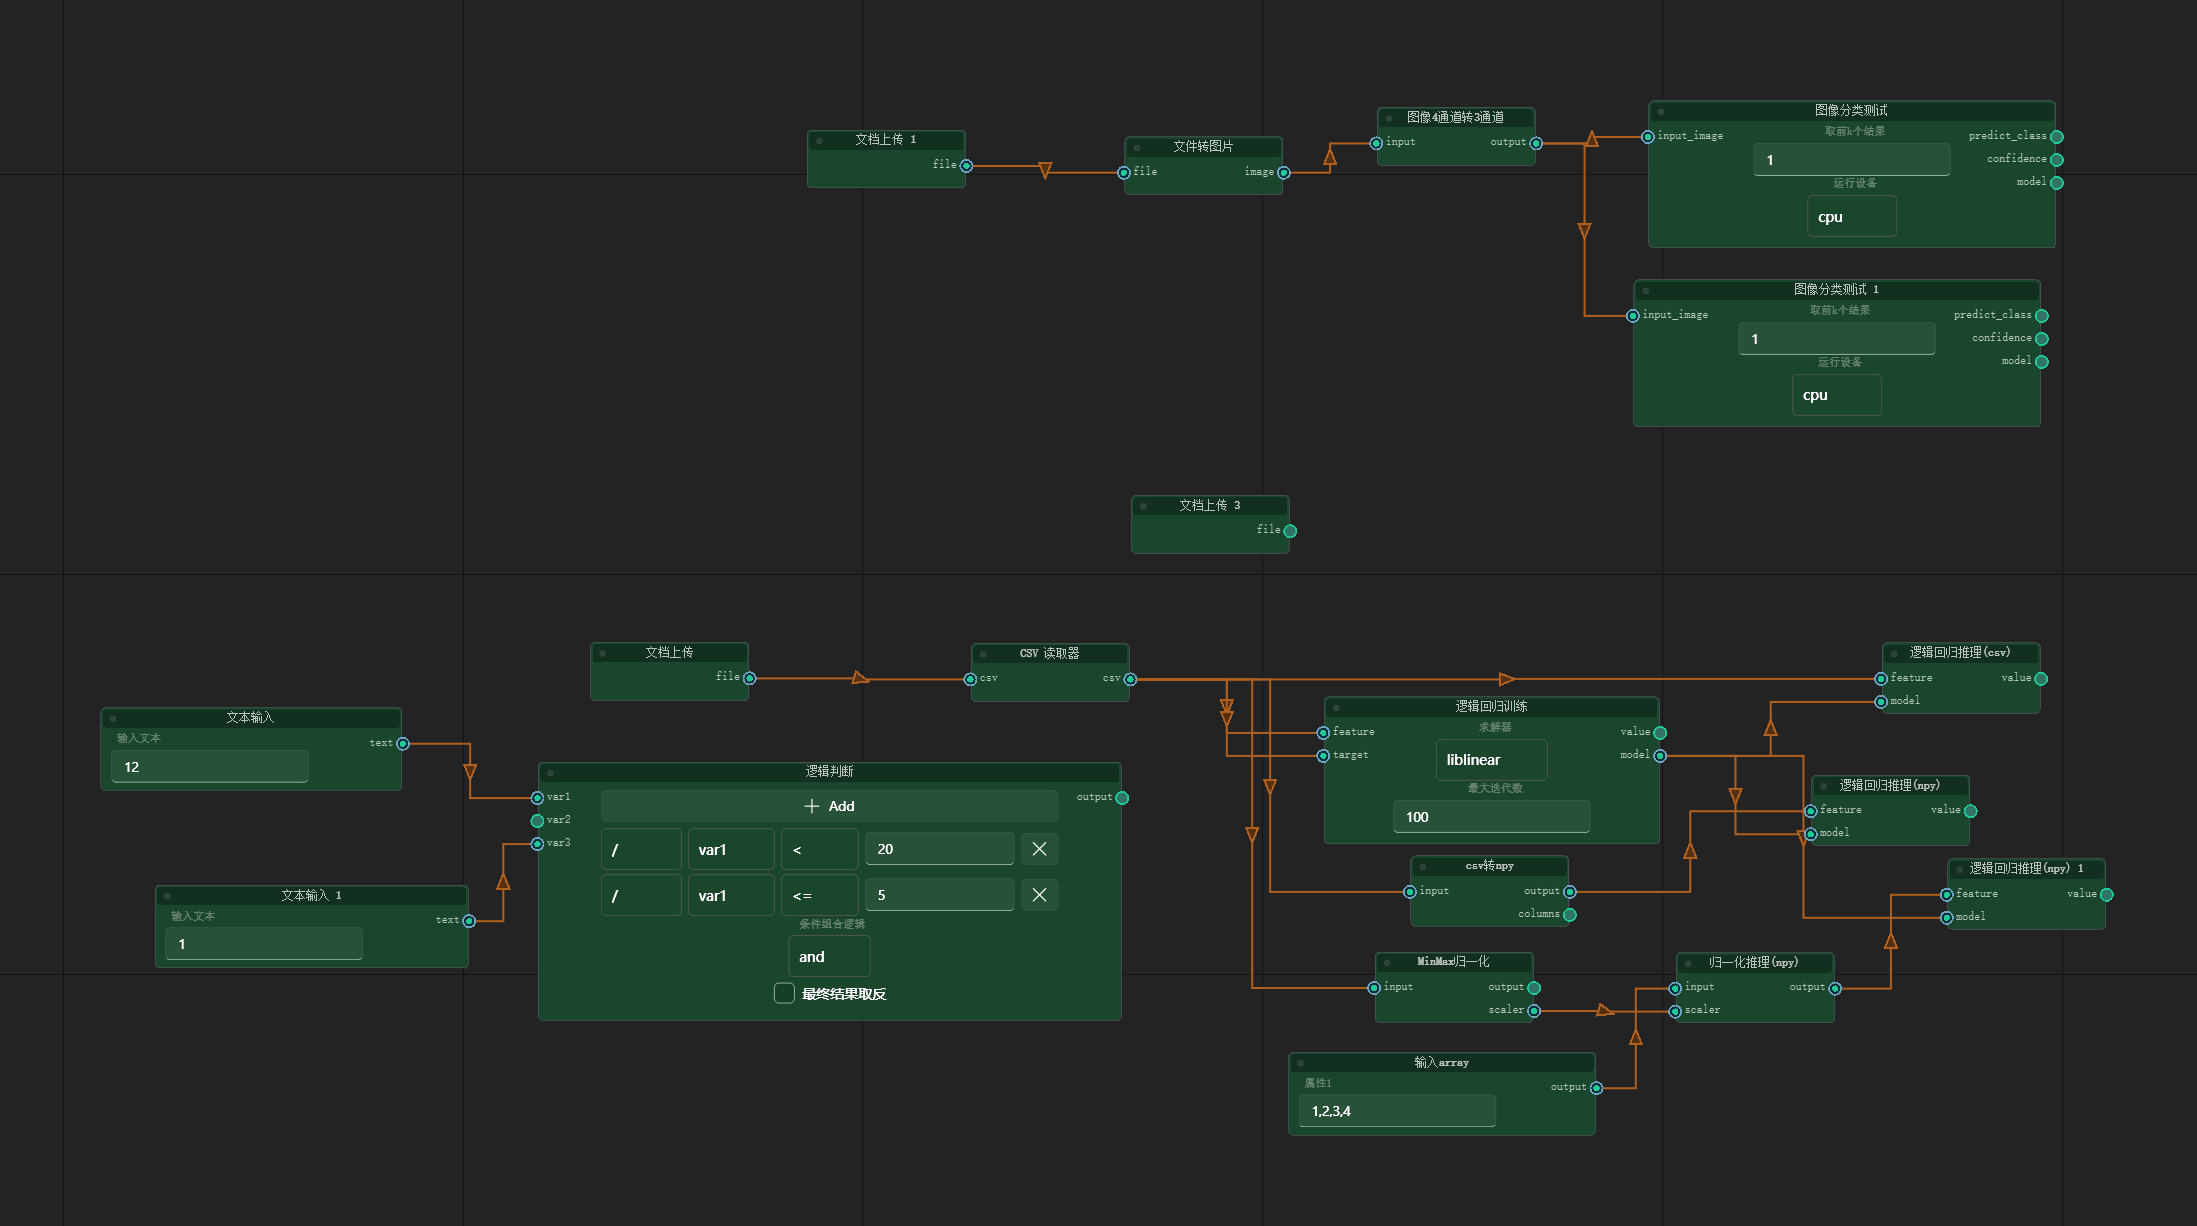 文档上传 1
file
文件转图片
file
image
图像4通道转3通道
input
output
图像分类测试
input_image
取前k个结果
1
运行设备
cpu
predict_class
confidence
model
图像分类测试 1
input_image
取前k个结果
1
运行设备
cpu
predict_class
confidence
model
文档上传 3
file
文档上传
file
CSV 读取器
csv
csv
文本输入
输入文本
12
text
文本输入 1
输入文本
1
text
逻辑判断
var1
var2
var3
Add
/ var1 < 20
/ var1 <= 5
条件组合逻辑
and
最终结果取反
output
逻辑回归训练
feature
target
求解器
liblinear
最大迭代数
100
value
model
逻辑回归推理(csv)
feature
model
value
逻辑回归推理(npy)
feature
model
value
逻辑回归推理(npy) 1
feature
model
value
csv转npy
input
output
columns
MinMax归一化
input
output
scaler
归一化推理(npy)
input
scaler
output
输入array
属性1
1,2,3,4
output